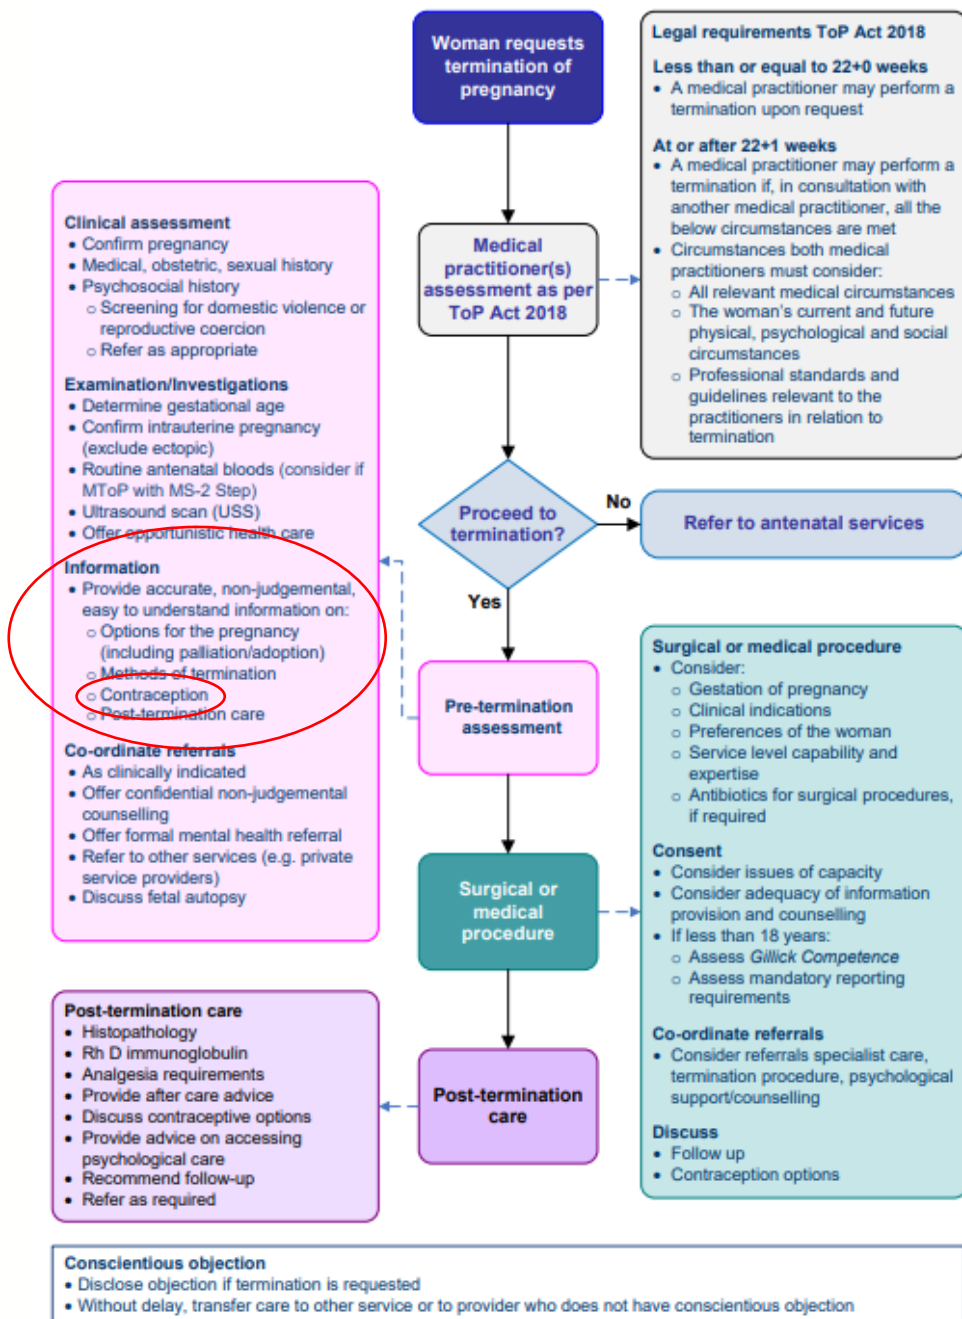 Woman requests
termination of
pregnancy
Legal requirements ToP Act 2018
Less than or equal to 22+0 weeks
• A medical practitioner may perform a
termination upon request
At or after 22+1 weeks
• A medical practitioner may perform a
termination if, in consultation with
another medical practitioner, all the
below circumstances are met
• Circumstances both medical
practitioners must consider:
o All relevant medical circumstances
o The woman's current and future
physical, psychological and social
circumstances
o Professional standards and
guidelines relevant to the
practitioners in relation to
termination
Medical
practitioner(s)
assessment as per
ToP Act 2018
Clinical assessment
• Confirm pregnancy
• Medical, obstetric, sexual history
• Psychosocial history
o Screening for domestic violence or
reproductive coercion
o Refer as appropriate
Examination/Investigations
• Determine gestational age
• Confirm intrauterine pregnancy
(exclude ectopic)
• Routine antenatal bloods (consider if
MToP with MS-2 Step)
• Ultrasound scan (USS)
• Offer opportunistic health care
Information
• Provide accurate, non-judgemental,
easy to understand information on:
o Options for the pregnancy
(including palliation/adoption)
o Methods of termination
o Contraception
o Post-termination care
Co-ordinate referrals
• As clinically indicated
• Offer confidential non-judgemental
counselling
• Offer formal mental health referral
• Refer to other services (e.g. private
service providers)
• Discuss fetal autopsy
Proceed to
termination?
No
Refer to antenatal services
Yes
Pre-termination
assessment
Surgical or medical procedure
• Consider:
o Gestation of pregnancy
o Clinical indications
o Preferences of the woman
o Service level capability and
expertise
o Antibiotics for surgical procedures,
if required
Consent
• Consider issues of capacity
• Consider adequacy of information
provision and counselling
• If less than 18 years:
o Assess Gillick Competence
o Assess mandatory reporting
requirements
Co-ordinate referrals
• Consider referrals specialist care,
termination procedure, psychological
support/counselling
Discuss
• Follow up
• Contraception options
Surgical or
medical
procedure
Post-termination care
• Histopathology
• Rh D immunoglobulin
• Analgesia requirements
• Provide after care advice
• Discuss contraceptive options
• Provide advice on accessing
psychological care
• Recommend follow-up
• Refer as required
Post-termination
care
Conscientious objection
• Disclose objection if termination is requested
• Without delay, transfer care to other service or to provider who does not have conscientious objection